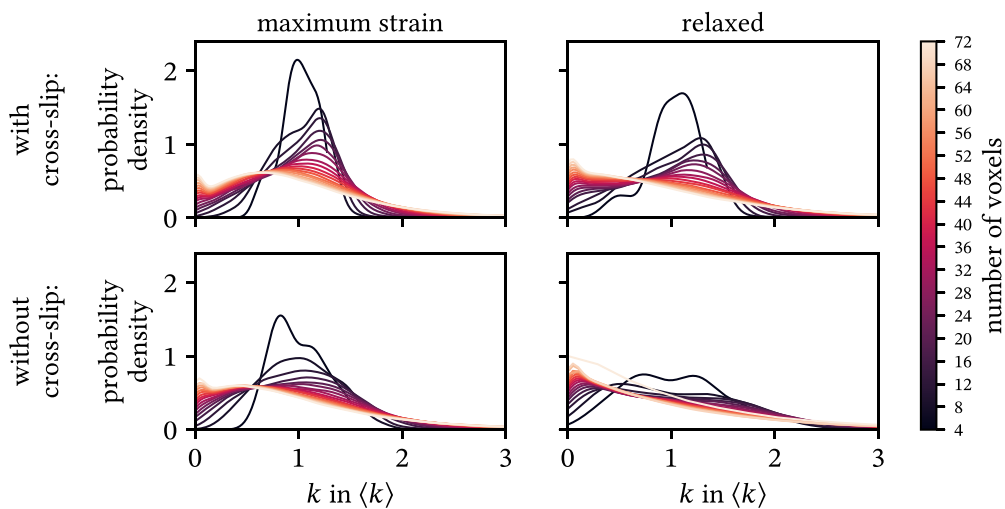 maximum strain
relaxed
with
cross-slip:
probability
density
2
1
0
without
cross-slip:
probability
density
2
1
0
0 1 2 3
0 1 2 3
k in ⟨k⟩
k in ⟨k⟩
72
68
64
60
56
52
48
44
40
36
32
28
24
20
16
12
8
4
number of voxels